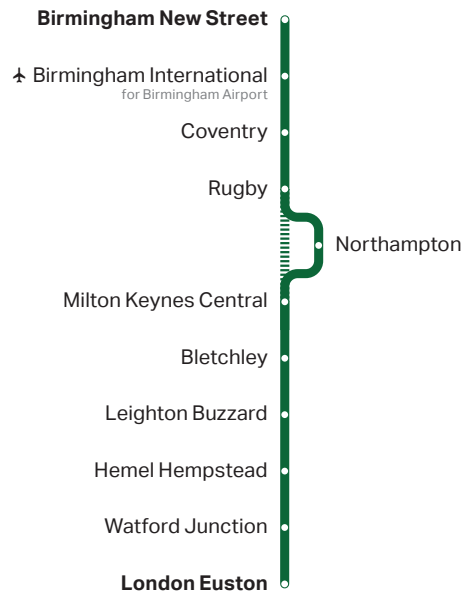 Birmingham New Street
Birmingham International
for Birmingham Airport
Coventry
Rugby
Northampton
Milton Keynes Central
Bletchley
Leighton Buzzard
Hemel Hempstead
Watford Junction
London Euston